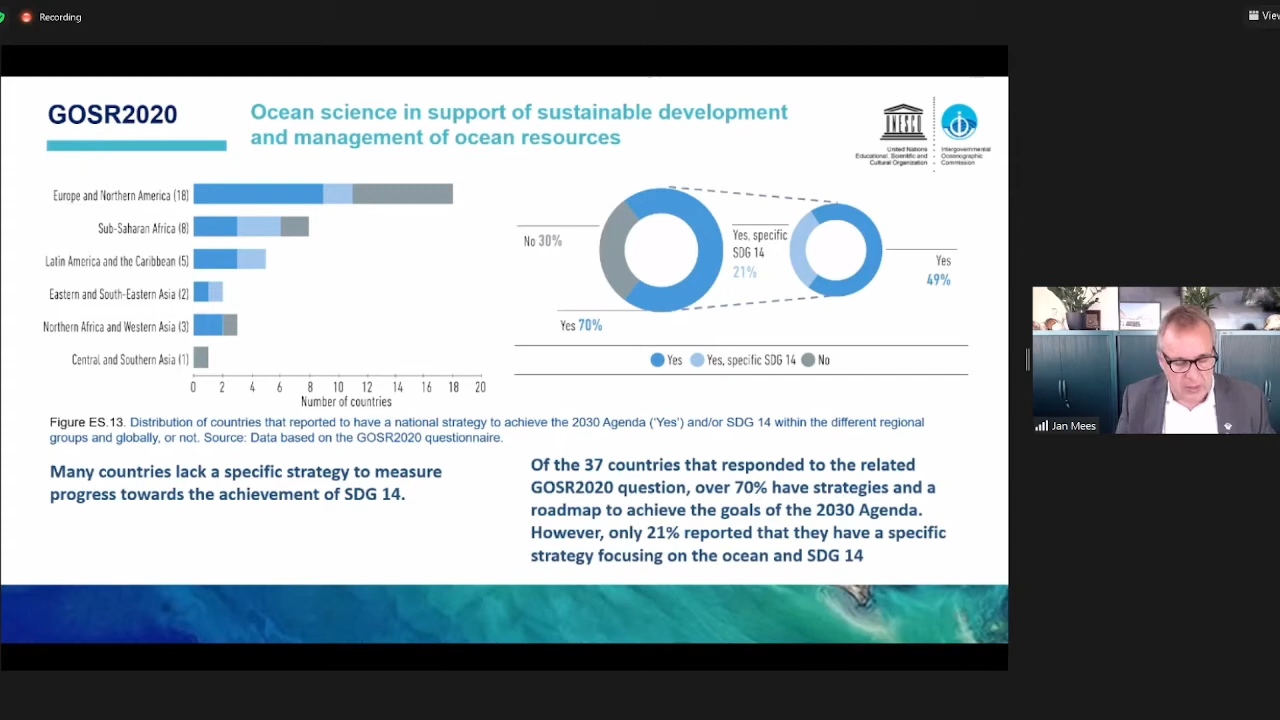 Recording
View
GOSR2020
Ocean science in support of sustainable development
and management of ocean resources
UNESCO
United Nations
Educational, Scientific and
Cultural Organization
Intergovernmental
Oceanographic
Commission
Europe and Northern America (18)
Sub-Saharan Africa (8)
Latin America and the Caribbean (5)
Eastern and South-Eastern Asia (2)
Northern Africa and Western Asia (3)
Central and Southern Asia (1)
0 2 4 6 8 10 12 14 16 18 20
Number of countries
No 30%
Yes 70%
Yes, specific
SDG 14
21%
Yes
49%
Yes Yes, specific SDG 14 No
Figure ES.13. Distribution of countries that reported to have a national strategy to achieve the 2030 Agenda ('Yes') and/or SDG 14 within the different regional
groups and globally, or not. Source: Data based on the GOSR2020 questionnaire.
Many countries lack a specific strategy to measure
progress towards the achievement of SDG 14.
Of the 37 countries that responded to the related
GOSR2020 question, over 70% have strategies and a
roadmap to achieve the goals of the 2030 Agenda.
However, only 21% reported that they have a specific
strategy focusing on the ocean and SDG 14
Jan Mees